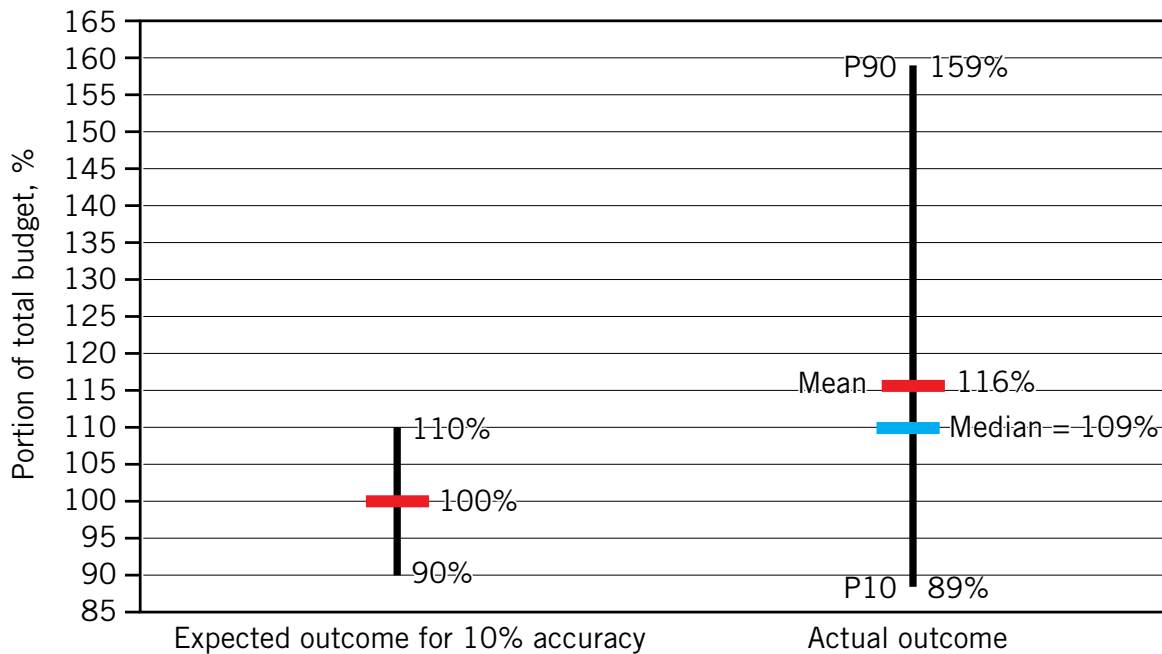 Portion of total budget, %
165
160
155
150
145
140
135
130
125
120
115
110
105
100
95
90
85
110%
100%
90%
P90 159%
Mean 116%
Median = 109%
P10 89%
Expected outcome for 10% accuracy
Actual outcome